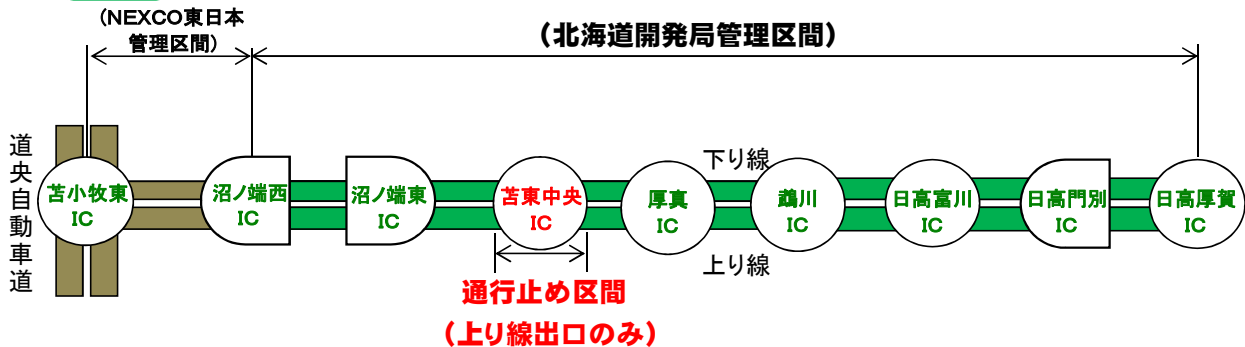 (NEXCO東日本
管理区間)
(北海道開発局管理区間)
道央自動車道
苫小牧東
IC
沼ノ端西
IC
沼ノ端東
IC
苫東中央
IC
厚真
IC
下り線
上り線
鵡川
IC
日高富川
IC
日高門別
IC
日高厚賀
IC
通行止め区間
(上り線出口のみ)